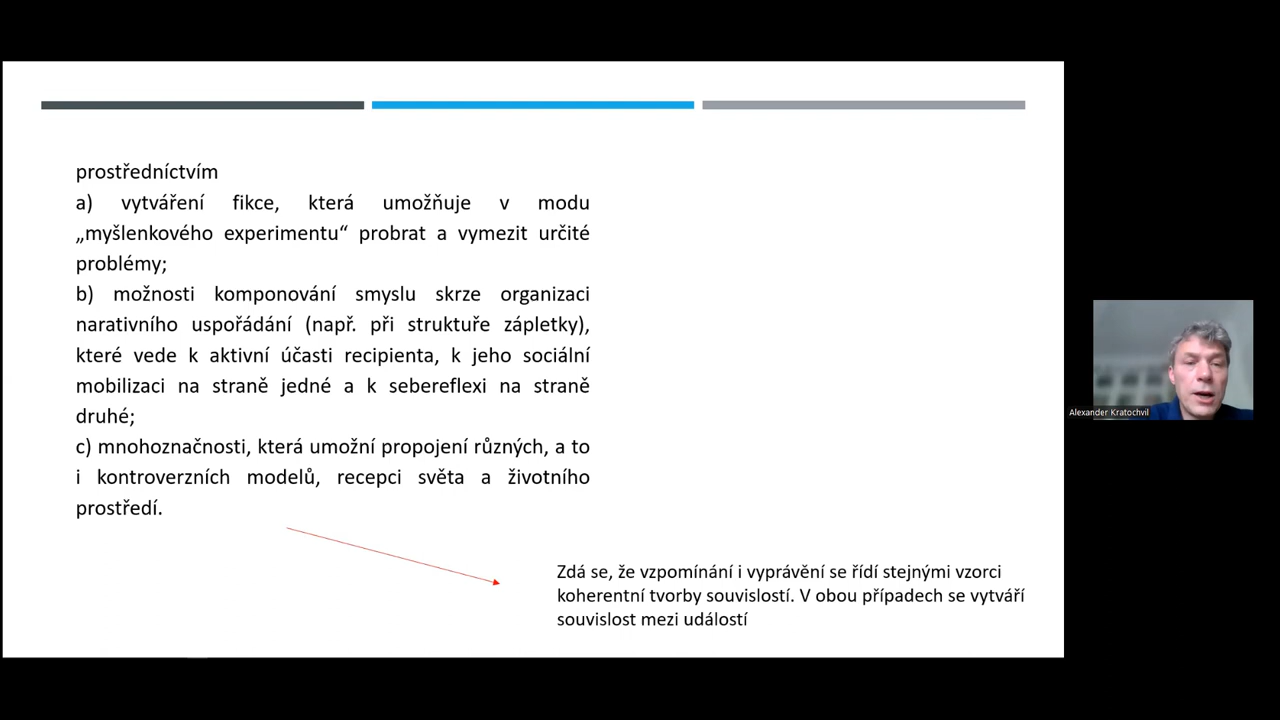 prostředníctvím
a) vytváření fikce, která umožňuje v modu
„myšlenkového experimentu“ probrat a vymezit určité
problémy;
b) možnosti komponování smyslu skrze organizaci
narativního uspořádání (např. při struktuře zápletky),
které vede k aktivní účasti recipienta, k jeho sociální
mobilizaci na straně jedné a k sebereflexi na straně
druhé;
c) mnohoznačnosti, která umožní propojení různých, a to
i kontroverzních modelů, recepci světa a životního
prostředí.
Zdá se, že vzpomínání i vyprávění se řídí stejnými vzorci
koherentní tvorby souvislostí. V obou případech se vytváří
souvislost mezi událostí
Alexander Kratochvil